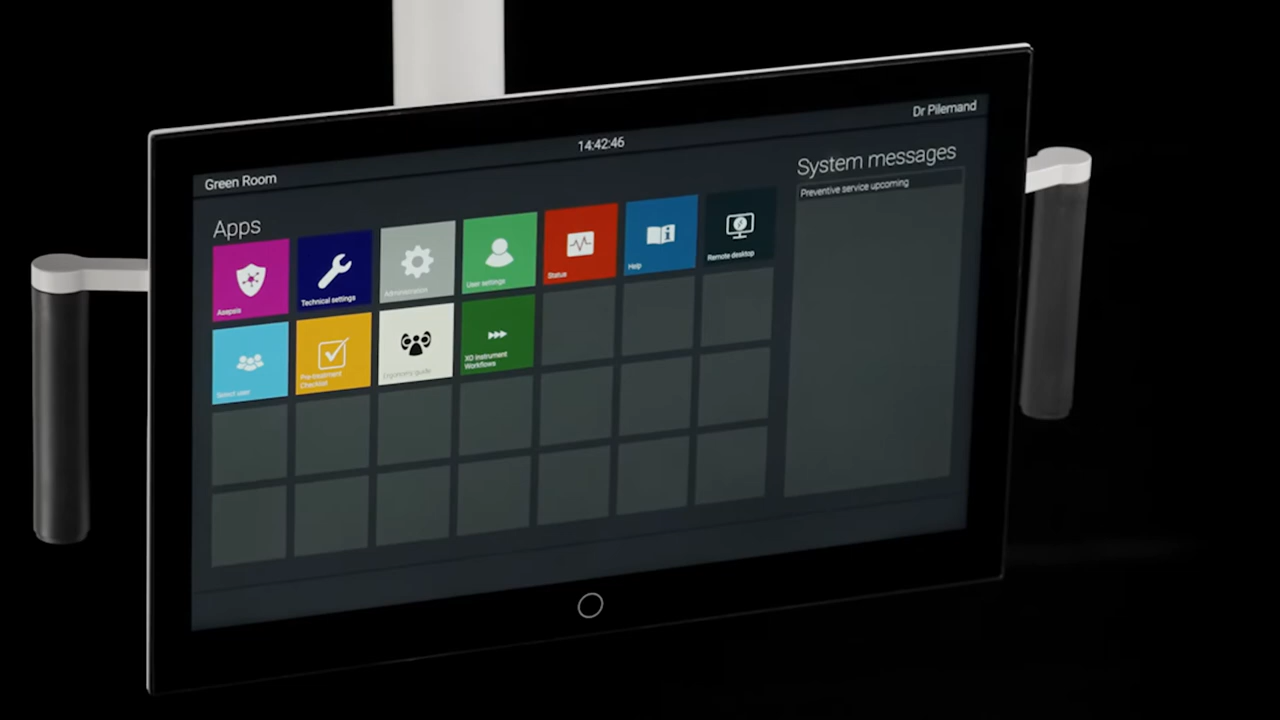 Green Room
14:42:46
Dr Pilemand
Apps
System messages
Preventive service upcoming
Asepsis
Technical settings
Administration
User settings
Status
Help
Remote desktop
Select user
Pre-treatment
Checklist
Ergonomy guide
XO Instrument
Workflows